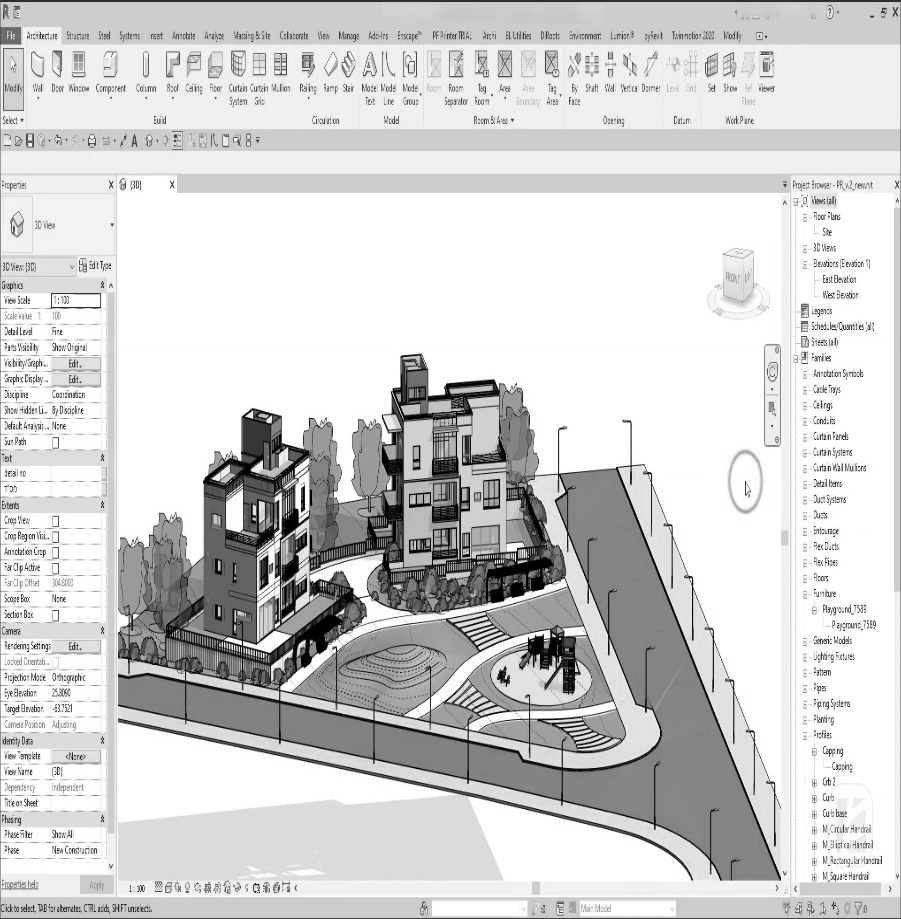 File Architecture Structure Steel Systems Insert Annotate Analyze Massing & Site Collaborate View Manage Add-Ins Enscape™ PF Printer TRIAL Archi BL Utilities DiRoots Environment Lumion® pyRevit Twinmotion 2020 Modify
Modify Wall Door Window Component Column Roof Ceiling Floor Curtain System Curtain Grid Mullion Railing Ramp Stair Model Text Model Line Model Group Room Room Separator Tag Room Area Area Boundary Tag Area By Face Shaft Wall Vertical Dormer Level Grid Set Show Ref Plane Viewer
Select Build Circulation Model Room & Area Opening Datum Work Plane
Properties X
{3D} X
3D View
3D View: {3D} Edit Type
Graphics
View Scale 1 : 100
Scale Value 1: 100
Detail Level Fine
Parts Visibility Show Original
Visibility/Graphi... Edit...
Graphic Display ... Edit...
Discipline Coordination
Show Hidden Li... By Discipline
Default Analysis ... None
Sun Path
Text
detail no
ממ"ד
Extents
Crop View
Crop Region Visi...
Annotation Crop
Far Clip Active
Far Clip Offset 304.8000
Scope Box None
Section Box
Camera
Rendering Settings Edit...
Locked Orientati...
Projection Mode Orthographic
Eye Elevation 25.8090
Target Elevation -63.7521
Camera Position Adjusting
Identity Data
View Template <None>
View Name {3D}
Dependency Independent
Title on Sheet
Phasing
Phase Filter Show All
Phase New Construction
Properties help Apply
FRONT
1 : 100
Project Browser - PR_v.2_new.rvt X
Views (all)
Floor Plans
Site
3D Views
Elevations (Elevation 1)
East Elevation
West Elevation
Legends
Schedules/Quantities (all)
Sheets (all)
Families
Annotation Symbols
Cable Trays
Ceilings
Conduits
Curtain Panels
Curtain Systems
Curtain Wall Mullions
Detail Items
Duct Systems
Ducts
Entourage
Flex Ducts
Flex Pipes
Floors
Furniture
Playground_7589
Playground_7589
Generic Models
Lighting Fixtures
Pattern
Pipes
Piping Systems
Planting
Profiles
Capping
Capping
Crb 2
Curb
Curb base
M_Circular Handrail
M_Elliptical Handrail
M_Rectangular Handrail
M_Square Handrail
Click to select, TAB for alternates, CTRL adds, SHIFT unselects.
:0 Main Model :0